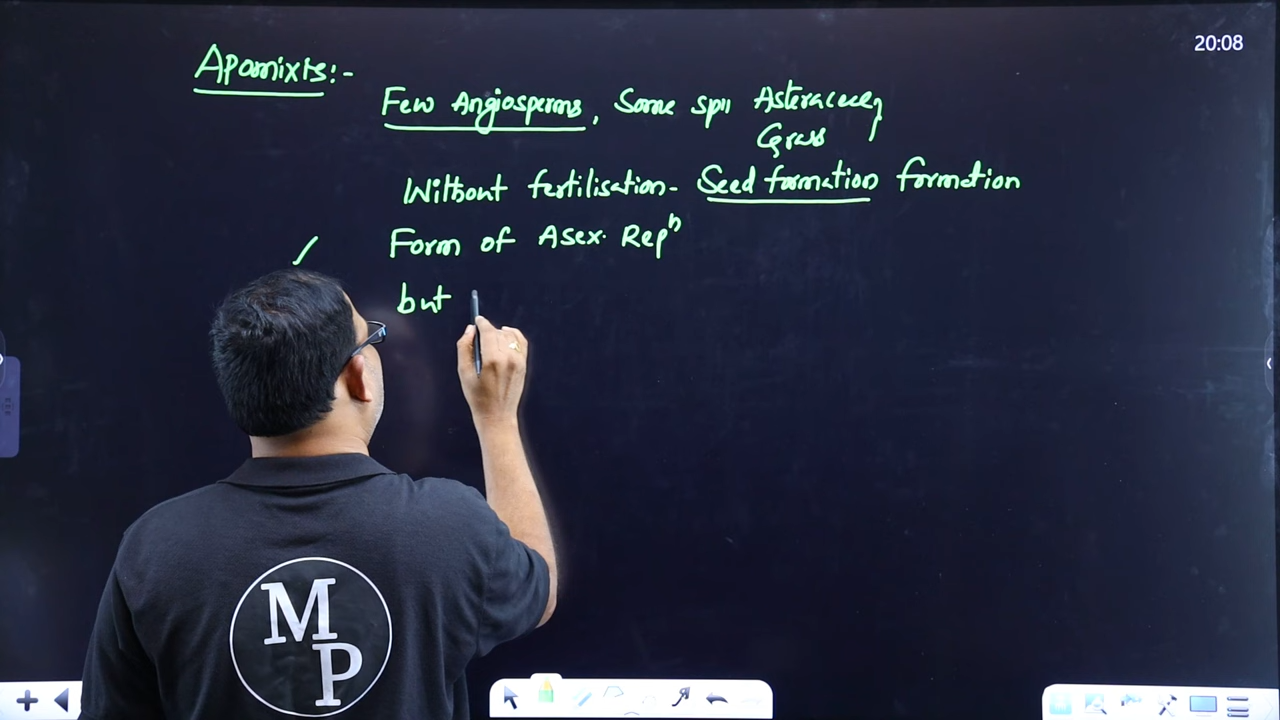 20:08
Apomixis:-
Few Angiosperms, Some spp Asteraceae,
Grass
Without fertilisation- Seed formation formation
Form of Asex. Repⁿ
but
M
P